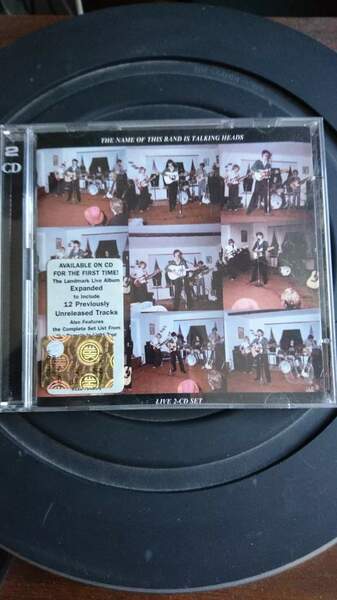 THE NAME OF THIS BAND IS TALKING HEADS
2
CD
AVAILABLE ON CD
FOR THE FIRST TIME!
The Landmark Live Album
Expanded
to Include
12 Previously
Unreleased Tracks
Also Features
the Complete Set List From
LIVE 2-CD SET